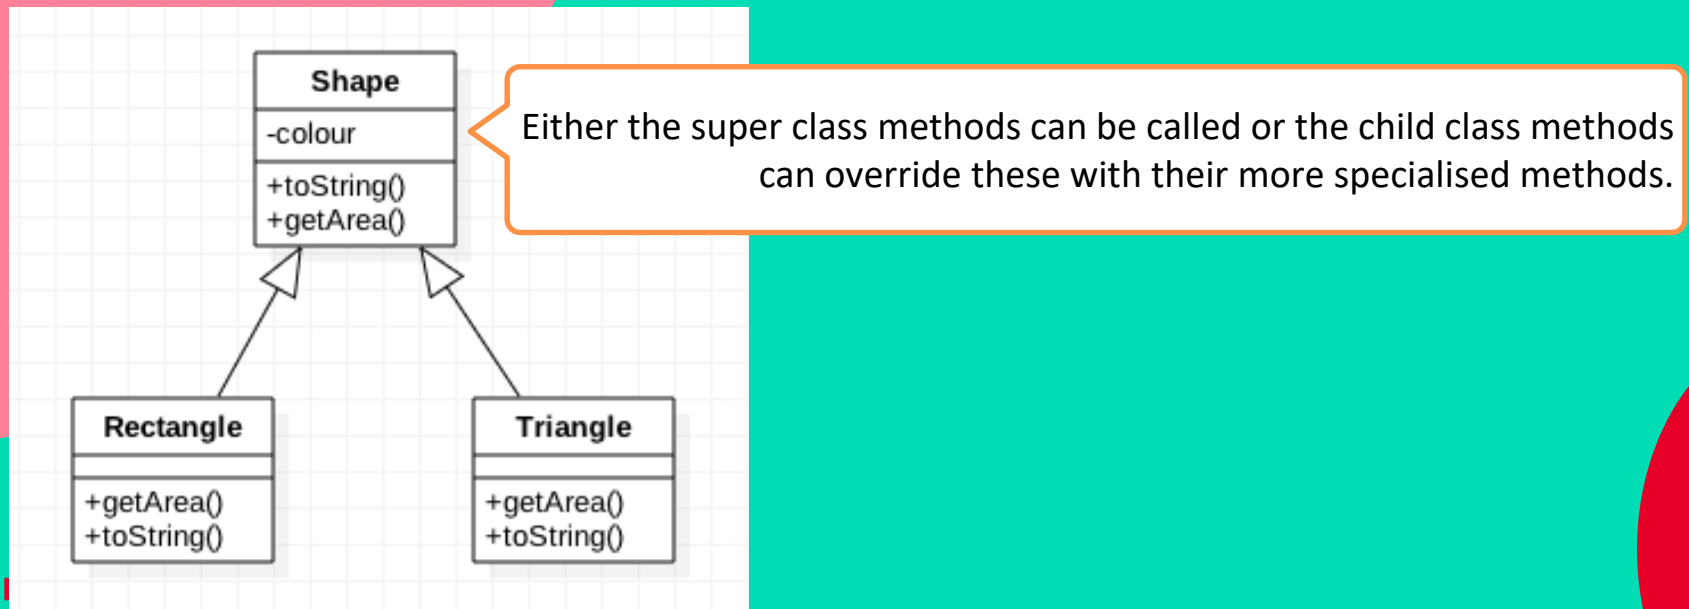 Shape
-colour
+toString()
+getArea()
Either the super class methods can be called or the child class methods
can override these with their more specialised methods.
Rectangle
+getArea()
+toString()
Triangle
+getArea()
+toString()